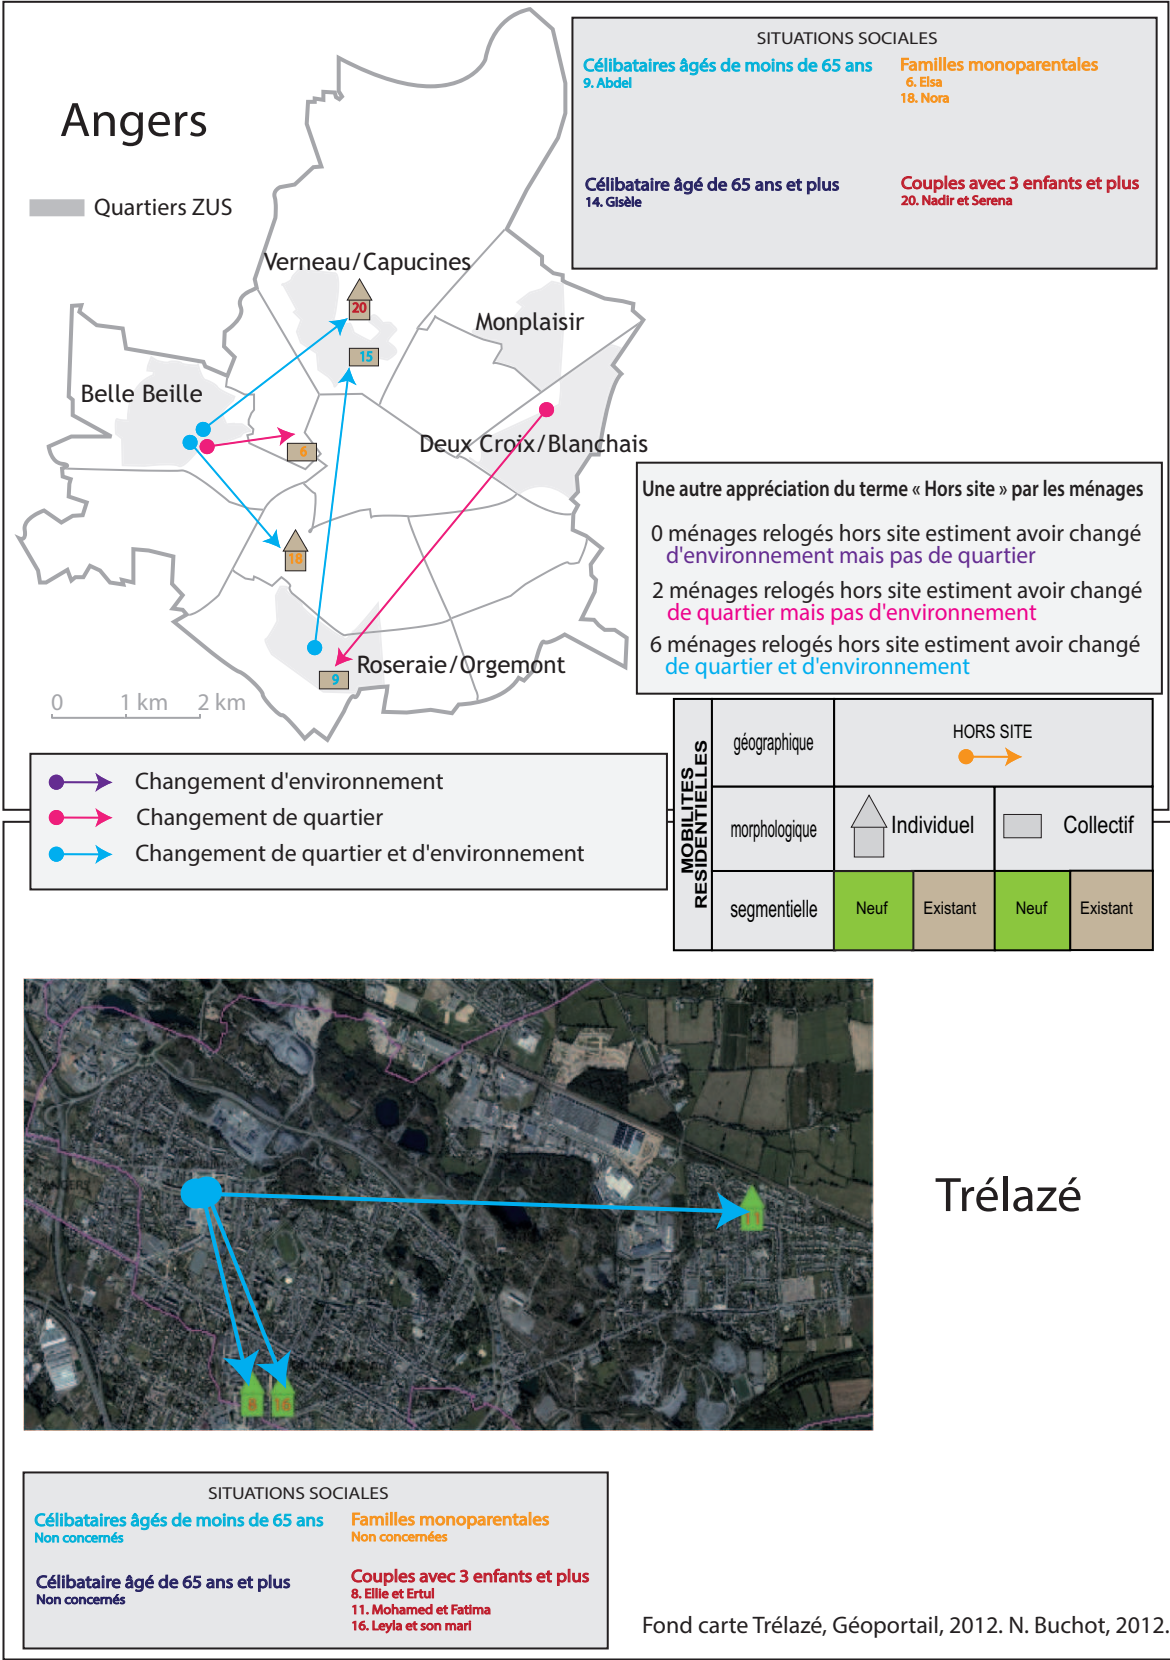 Angers
Quartiers ZUS
SITUATIONS SOCIALES
Célibataires âgés de moins de 65 ans
9. Abdel
Familles monoparentales
6. Elsa
18. Nora
Célibataire âgé de 65 ans et plus
14. Gisèle
Couples avec 3 enfants et plus
20. Nadir et Serena
Verneau/Capucines
20
Monplaisir
15
Belle Beille
Deux Croix/Blanchais
6
18
Roseraie/Orgemont
9
0 1 km 2 km
Une autre appréciation du terme « Hors site » par les ménages
0 ménages relogés hors site estiment avoir changé
d'environnement mais pas de quartier
2 ménages relogés hors site estiment avoir changé
de quartier mais pas d'environnement
6 ménages relogés hors site estiment avoir changé
de quartier et d'environnement
Changement d'environnement
Changement de quartier
Changement de quartier et d'environnement
MOBILITES
RESIDENTIELLES
géographique
HORS SITE
morphologique
Individuel
Collectif
segmentielle
Neuf
Existant
Neuf
Existant
11
8
16
Trélazé
SITUATIONS SOCIALES
Célibataires âgés de moins de 65 ans
Non concernés
Familles monoparentales
Non concernées
Célibataire âgé de 65 ans et plus
Non concernés
Couples avec 3 enfants et plus
8. Ellie et Ertul
11. Mohamed et Fatima
16. Leyla et son mari
Fond carte Trélazé, Géoportail, 2012. N. Buchot, 2012.